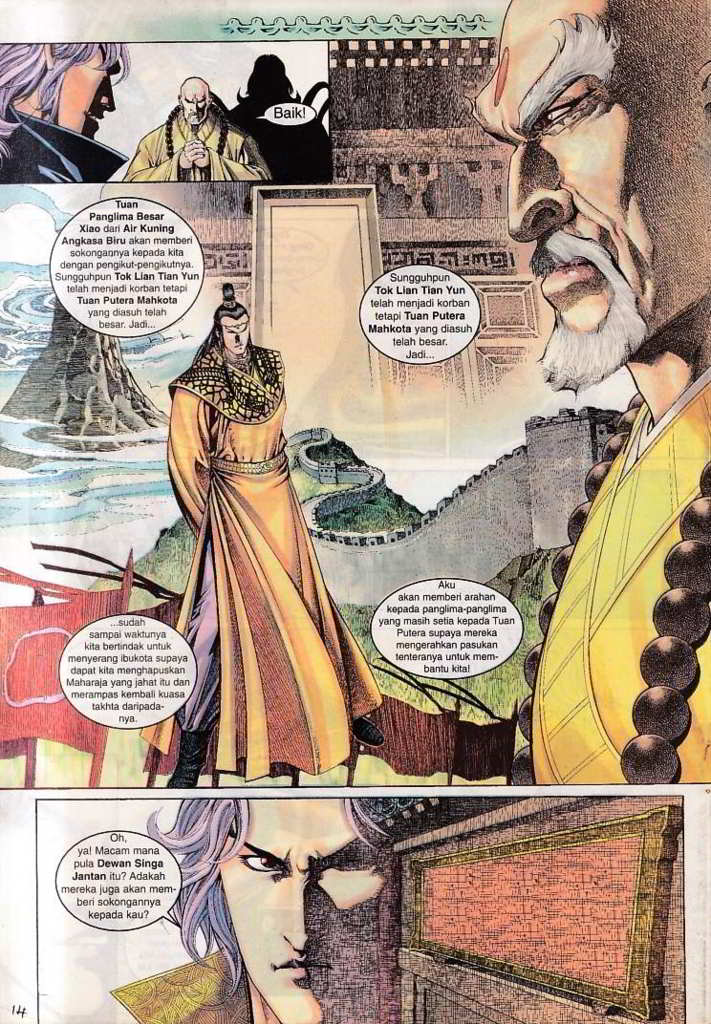 Baik!
Tuan
Panglima Besar
Xiao dari Air Kuning
Angkasa Biru akan memberi
sokongannya kepada kita
dengan pengikut-pengikutnya.
Sungguhpun Tok Lian Tian Yun
telah menjadi korban tetapi
Tuan Putera Mahkota
yang diasuh telah
besar. Jadi...
Sungguhpun
Tok Lian Tian Yun
telah menjadi korban
tetapi Tuan Putera
Mahkota yang diasuh
telah besar.
Jadi...
...sudah
sampai waktunya
kita bertindak untuk
menyerang ibukota supaya
dapat kita menghapuskan
Maharaja yang jahat itu dan
merampas kembali kuasa
takhta daripada-
nya.
Aku
akan memberi arahan
kepada panglima-panglima
yang masih setia kepada Tuan
Putera supaya mereka
mengerahkan pasukan
tenteranya untuk mem-
bantu kita!
Oh,
ya! Macam mana
pula Dewan Singa
Jantan itu? Adakah
mereka juga akan mem-
beri sokongannya
kepada kau?
14